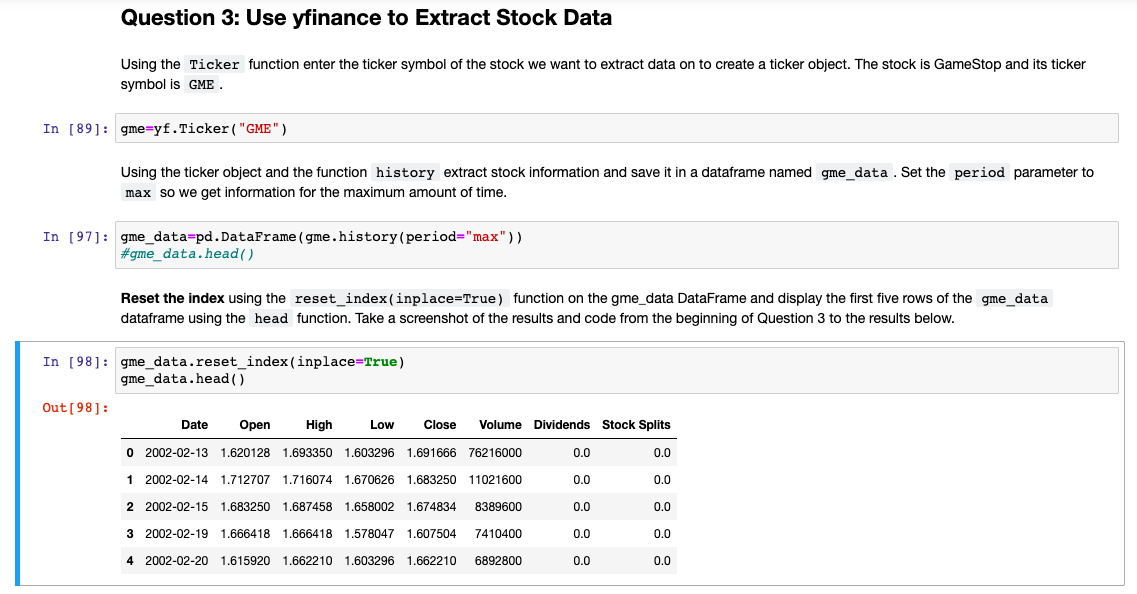 Question 3: Use yfinance to Extract Stock Data
Using the Ticker function enter the ticker symbol of the stock we want to extract data on to create a ticker object. The stock is GameStop and its ticker
symbol is GME .
In [89]: gme=yf.Ticker("GME")
Using the ticker object and the function history extract stock information and save it in a dataframe named gme_data . Set the period parameter to
max so we get information for the maximum amount of time.
In [97]: gme_data=pd.DataFrame(gme.history(period="max"))
#gme_data.head()
Reset the index using the reset_index(inplace=True) function on the gme_data DataFrame and display the first five rows of the gme_data
dataframe using the head function. Take a screenshot of the results and code from the beginning of Question 3 to the results below.
In [98]: gme_data.reset_index(inplace=True)
gme_data.head()
Out[98]:
Date Open High Low Close Volume Dividends Stock Splits
0 2002-02-13 1.620128 1.693350 1.603296 1.691666 76216000 0.0 0.0
1 2002-02-14 1.712707 1.716074 1.670626 1.683250 11021600 0.0 0.0
2 2002-02-15 1.683250 1.687458 1.658002 1.674834 8389600 0.0 0.0
3 2002-02-19 1.666418 1.666418 1.578047 1.607504 7410400 0.0 0.0
4 2002-02-20 1.615920 1.662210 1.603296 1.662210 6892800 0.0 0.0